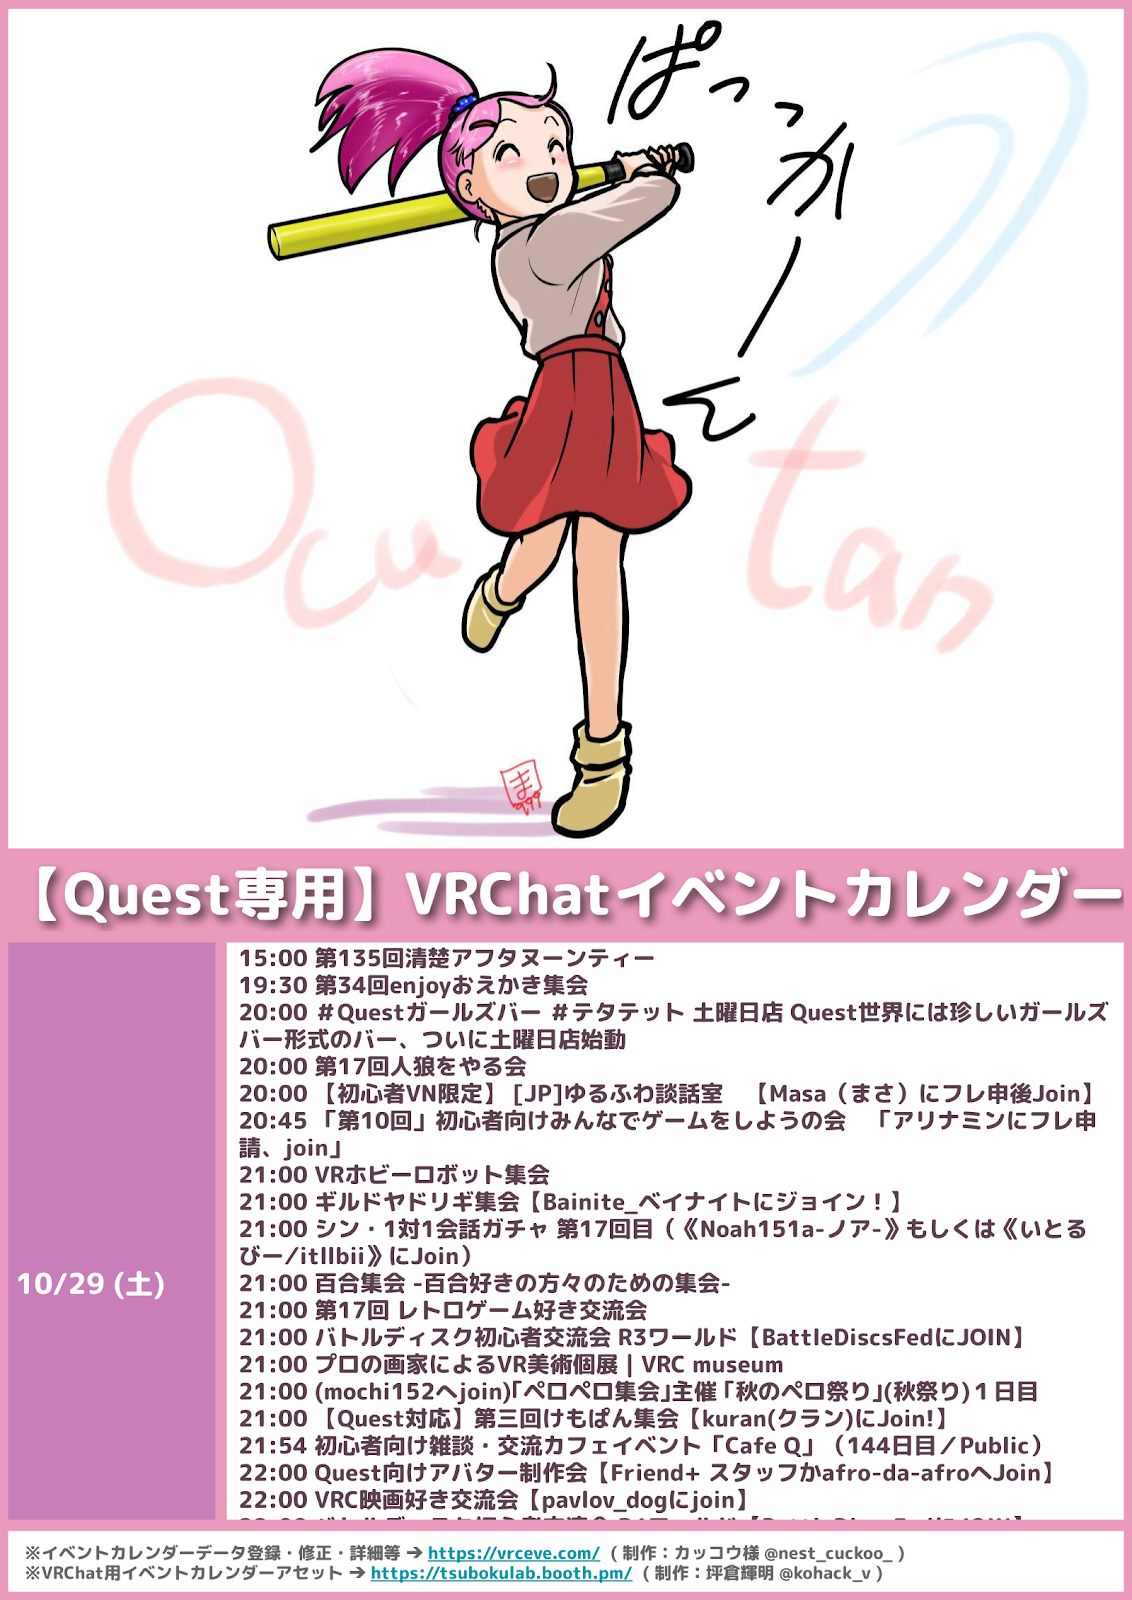 ぱっっかーん
Ocu tan
ま
999
【Quest専用】VRChatイベントカレンダー
10/29 (土)
15:00 第135回清楚アフタヌーンティー
19:30 第34回enjoyおえかき集会
20:00 #Questガールズバー #テタテット 土曜日店 Quest世界には珍しいガールズ
バー形式のバー、ついに土曜日店始動
20:00 第17回人狼をやる会
20:00 【初心者VN限定】 [JP]ゆるふわ談話室　【Masa（まさ）にフレ申後Join】
20:45 「第10回」初心者向けみんなでゲームをしようの会　「アリナミンにフレ申
請、join」
21:00 VRホビーロボット集会
21:00 ギルドヤドリギ集会【Bainite_ベイナイトにジョイン！】
21:00 シン・1対1会話ガチャ 第17回目（《Noah151a-ノア-》もしくは《いとる
びー/itllbii》にJoin）
21:00 百合集会 -百合好きの方々のための集会-
21:00 第17回 レトロゲーム好き交流会
21:00 バトルディスク初心者交流会 R3ワールド【BattleDiscsFedにJOIN】
21:00 プロの画家によるVR美術個展 | VRC museum
21:00 (mochi152へjoin)｢ペロペロ集会｣主催 ｢秋のペロ祭り｣(秋祭り)１日目
21:00 【Quest対応】第三回けもぱん集会【kuran(クラン)にJoin!】
21:54 初心者向け雑談・交流カフェイベント「Cafe Q」（144日目／Public）
22:00 Quest向けアバター制作会【Friend+ スタッフかafro-da-afroへJoin】
22:00 VRC映画好き交流会【pavlov_dogにjoin】
※イベントカレンダーデータ登録・修正・詳細等 ➔ https://vrceve.com/ ( 制作：カッコウ様 @nest_cuckoo_ )
※VRChat用イベントカレンダーアセット ➔ https://tsubokulab.booth.pm/ ( 制作：坪倉輝明 @kohack_v )